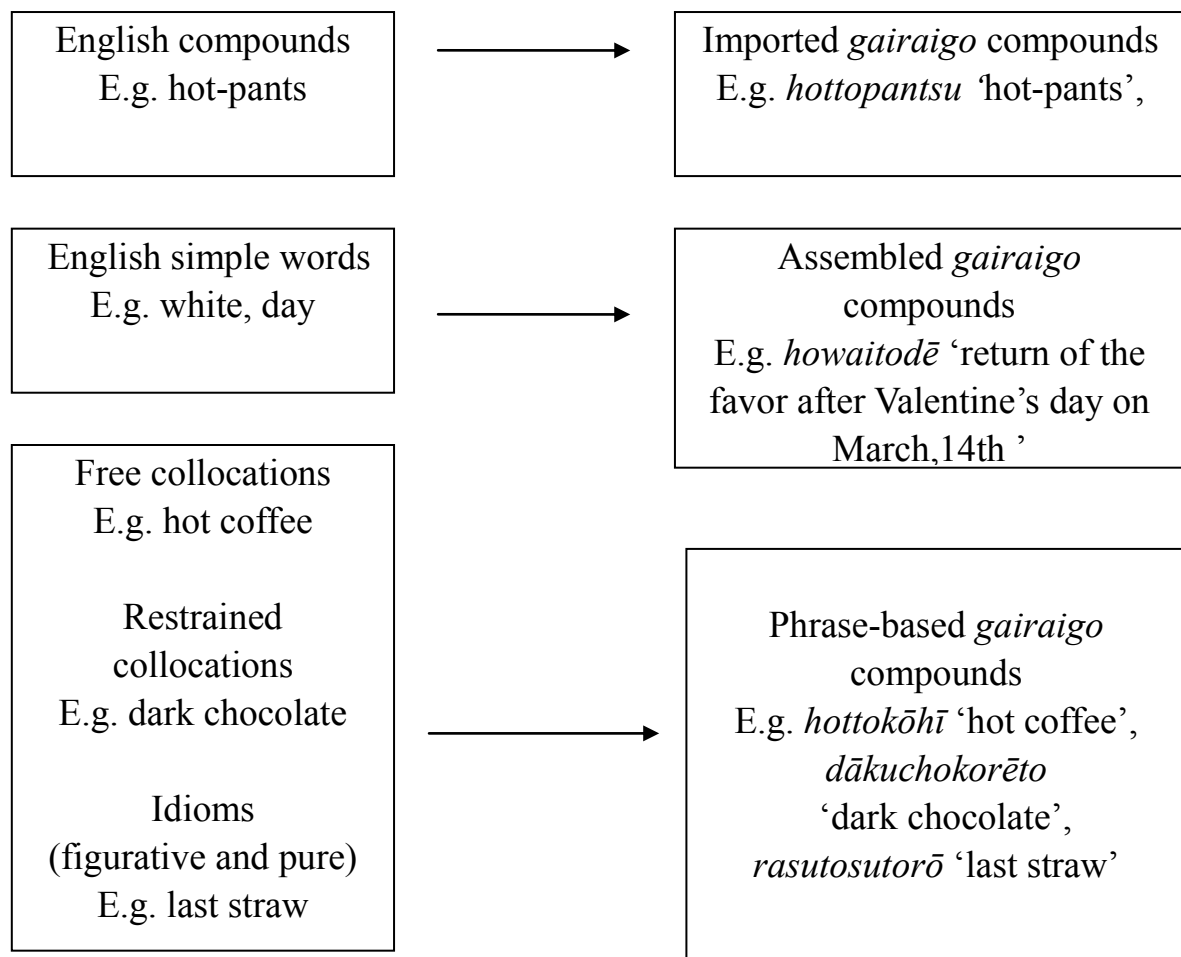 English compounds
E.g. hot-pants
Imported gairaigo compounds
E.g. hottopantsu ‘hot-pants’,
English simple words
E.g. white, day
Assembled gairaigo
compounds
E.g. howaitodē ‘return of the
favor after Valentine’s day on
March,14th ’
Free collocations
E.g. hot coffee
Restrained
collocations
E.g. dark chocolate
Idioms
(figurative and pure)
E.g. last straw
Phrase-based gairaigo
compounds
E.g. hottokōhī ‘hot coffee’,
dākuchokorēto
‘dark chocolate’,
rasutosutorō ‘last straw’